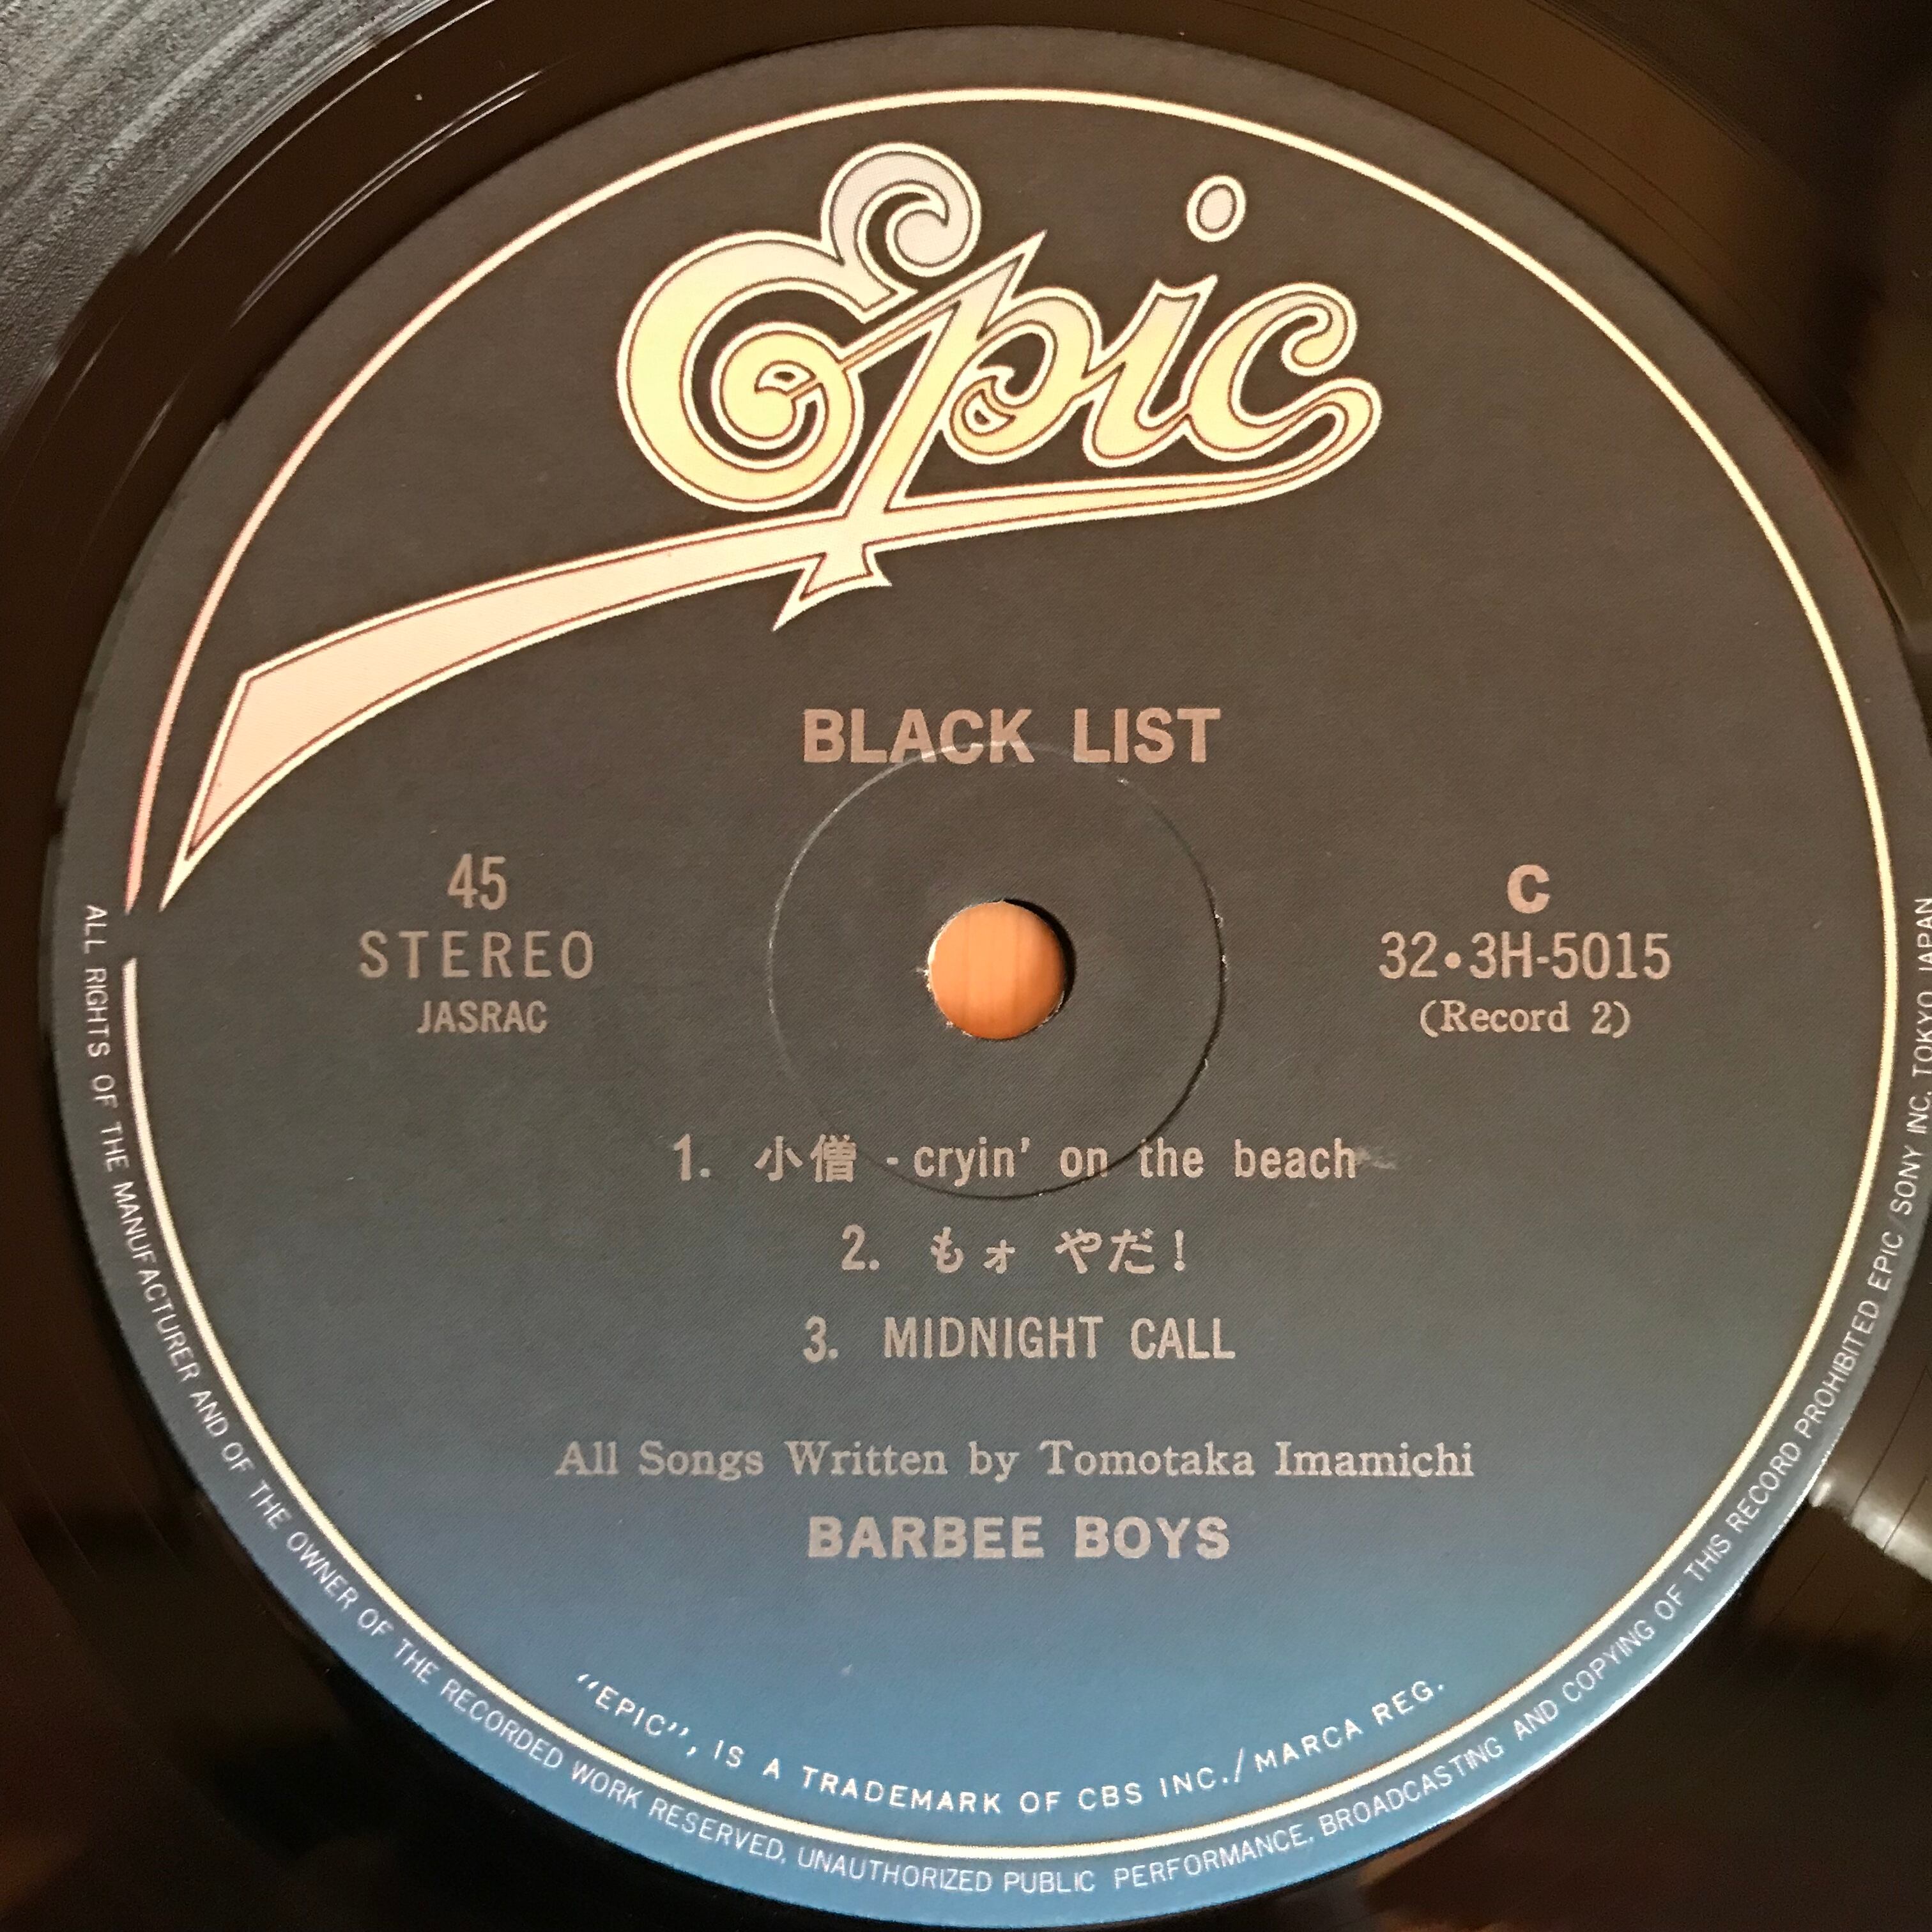 Epic
BLACK LIST
45
STEREO
JASRAC
C
32•3H-5015
(Record 2)
1. 小僧 - cryin' on the beach
2. もォ やだ!
3. MIDNIGHT CALL
All Songs Written by Tomotaka Imamichi
BARBEE BOYS
"EPIC", IS A TRADEMARK OF CBS INC./MARCA REG.
ALL RIGHTS OF THE MANUFACTURER AND OF THE OWNER OF THE RECORDED WORK RESERVED, UNAUTHORIZED PUBLIC PERFORMANCE, BROADCASTING AND COPYING OF THIS RECORD PROHIBITED EPIC/SONY INC. TOKYO JAPAN